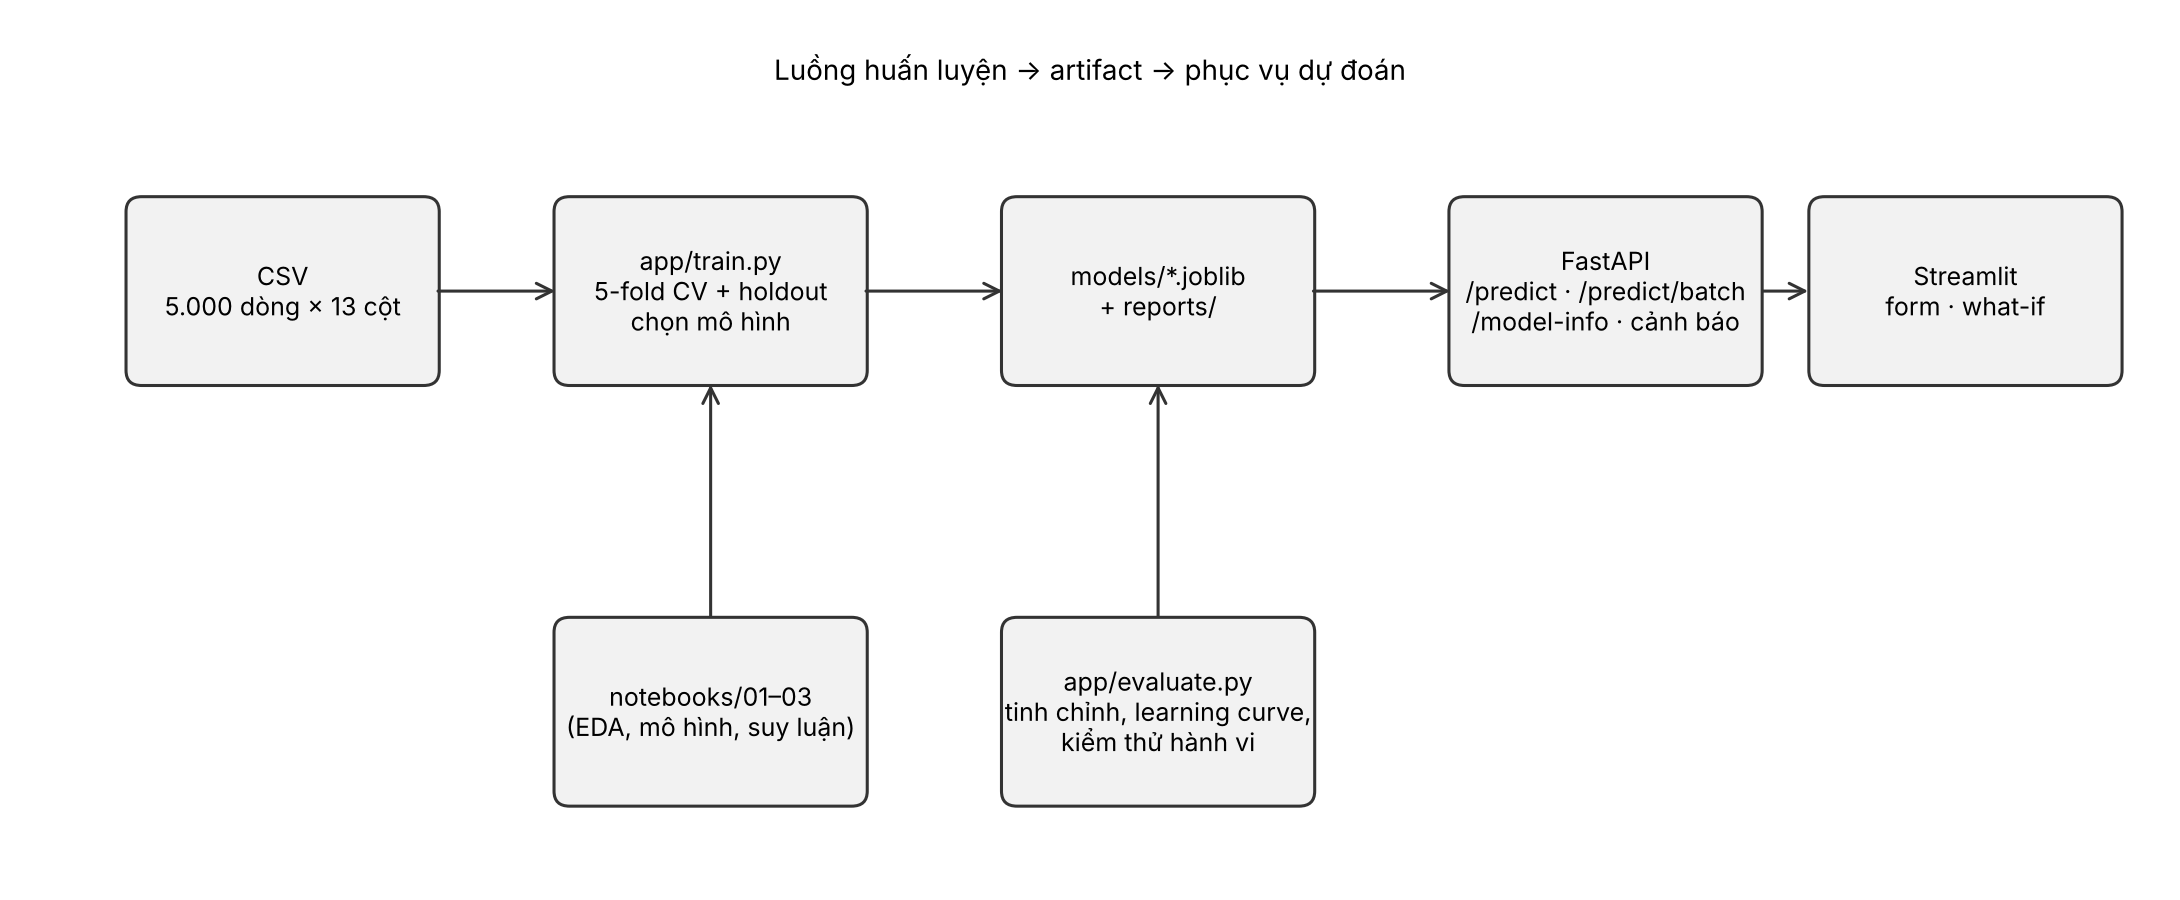 Luồng huấn luyện → artifact → phục vụ dự đoán
CSV
5.000 dòng × 13 cột
app/train.py
5-fold CV + holdout
chọn mô hình
models/*.joblib
+ reports/
FastAPI
/predict · /predict/batch
/model-info · cảnh báo
Streamlit
form · what-if
notebooks/01–03
(EDA, mô hình, suy luận)
app/evaluate.py
tinh chỉnh, learning curve,
kiểm thử hành vi